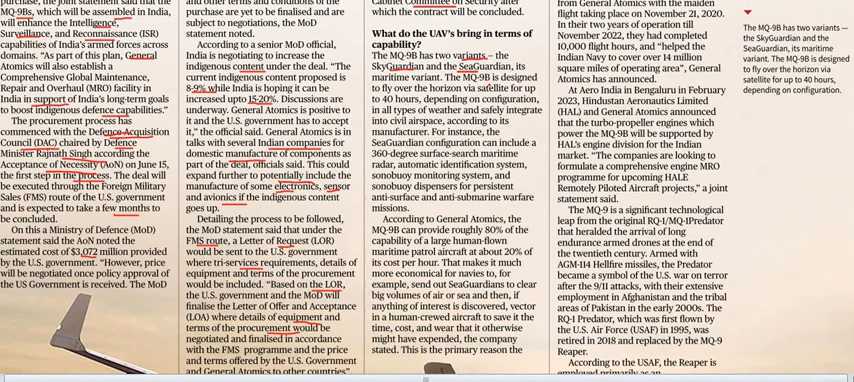 purchase, the joint statement said that the
MQ-9Bs, which will be assembled in India,
will enhance the Intelligence,
Surveillance, and Reconnaissance (ISR)
capabilities of India's armed forces across
domains. "As part of this plan, General
Atomics will also establish a
Comprehensive Global Maintenance,
Repair and Overhaul (MRO) facility in
India in support of India's long-term goals
to boost indigenous defence capabilities."
The procurement process has
commenced with the Defence Acquisition
Council (DAC) chaired by Defence
Minister Rajnath Singh according the
Acceptance of Necessity (AoN) on June 15,
the first step in the process. The deal will
be executed through the Foreign Military
Sales (FMS) route of the U.S. government
and is expected to take a few months to
be concluded.
On this a Ministry of Defence (MoD)
statement said the AoN noted the
estimated cost of $3,072 million provided
by the U.S. government. "However, price
will be negotiated once policy approval of
the US Government is received. The MoD
and other terms and conditions of the
purchase are yet to be finalised and are
subject to negotiations, the MoD
statement noted.
According to a senior MoD official,
India is negotiating to increase the
indigenous content under the deal. "The
current indigenous content proposed is
8-9% while India is hoping it can be
increased upto 15-20%. Discussions are
underway. General Atomics is positive to
it and the U.S. government has to accept
it," the official said. General Atomics is in
talks with several Indian companies for
domestic manufacture of components as
part of the deal, officials said. This could
expand further to potentially include the
manufacture of some electronics, sensor
and avionics if the indigenous content
goes up.
Detailing the process to be followed,
the MoD statement said that under the
FMS route, a Letter of Request (LOR)
would be sent to the U.S. government
where tri-services requirements, details of
equipment and terms of the procurement
would be included. "Based on the LOR,
the U.S. government and the MoD will
finalise the Letter of Offer and Acceptance
(LOA) where details of equipment and
terms of the procurement would be
negotiated and finalised in accordance
with the FMS programme and the price
and terms offered by the U.S. Government
and General Atomics to other countries"
Cabinet Committee on Security after
which the contract will be concluded.
What do the UAV's bring in terms of
capability?
The MQ-9B has two variants – the
SkyGuardian and the SeaGuardian, its
maritime variant. The MQ-9B is designed
to fly over the horizon via satellite for up
to 40 hours, depending on configuration,
in all types of weather and safely integrate
into civil airspace, according to its
manufacturer. For instance, the
SeaGuardian configuration can include a
360-degree surface-search maritime
radar, automatic identification system,
sonobuoy monitoring system, and
sonobuoy dispensers for persistent
anti-surface and anti-submarine warfare
missions.
According to General Atomics, the
MQ-9B can provide roughly 80% of the
capability of a large human-flown
maritime patrol aircraft at about 20% of
its cost per hour. That makes it much
more economical for navies to, for
example, send out SeaGuardians to clear
big volumes of air or sea and then, if
anything of interest is discovered, vector
in a human-crewed aircraft to save it the
time, cost, and wear that it otherwise
might have expended, the company
stated. This is the primary reason the
from General Atomics with the maiden
flight taking place on November 21, 2020.
In their two years of operation till
November 2022, they had completed
10,000 flight hours, and "helped the
Indian Navy to cover over 14 million
square miles of operating area", General
Atomics has announced.
At Aero India in Bengaluru in February
2023, Hindustan Aeronautics Limited
(HAL) and General Atomics announced
that the turbo-propeller engines which
power the MQ-9B will be supported by
HAL's engine division for the Indian
market. "The companies are looking to
formulate a comprehensive engine MRO
programme for upcoming HALE
Remotely Piloted Aircraft projects," a joint
statement said.
The MQ-9 is a significant technological
leap from the original RQ-1/MQ-1Predator
that heralded the arrival of long
endurance armed drones at the end of
the twentieth century. Armed with
AGM-114 Hellfire missiles, the Predator
became a symbol of the U.S. war on terror
after the 9/11 attacks, with their extensive
employment in Afghanistan and the tribal
areas of Pakistan in the early 2000s. The
RQ-1 Predator, which was first flown by
the U.S. Air Force (USAF) in 1995, was
retired in 2018 and replaced by the MQ-9
Reaper.
According to the USAF, the Reaper is
employed primarily as an
The MQ-9B has two variants —
the SkyGuardian and the
SeaGuardian, its maritime
variant. The MQ-9B is designed
to fly over the horizon via
satellite for up to 40 hours,
depending on configuration.